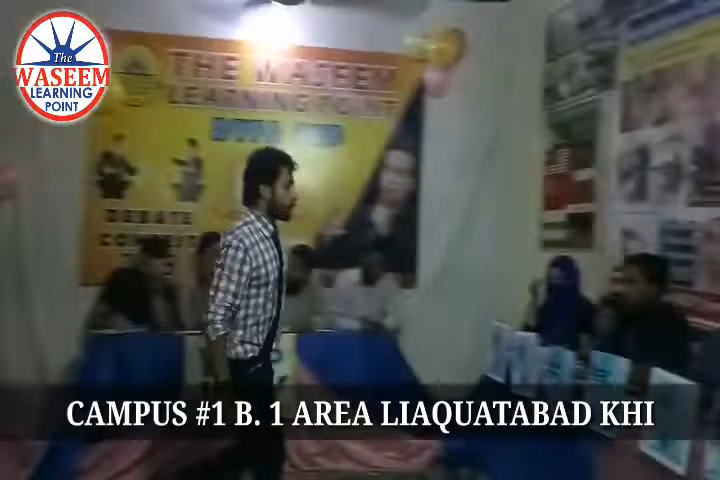 The
WASEEM
LEARNING
POINT
THE WASEEM
LEARNING POINT
DEBATE
CAMPUS #1 B. 1 AREA LIAQUATABAD KHI